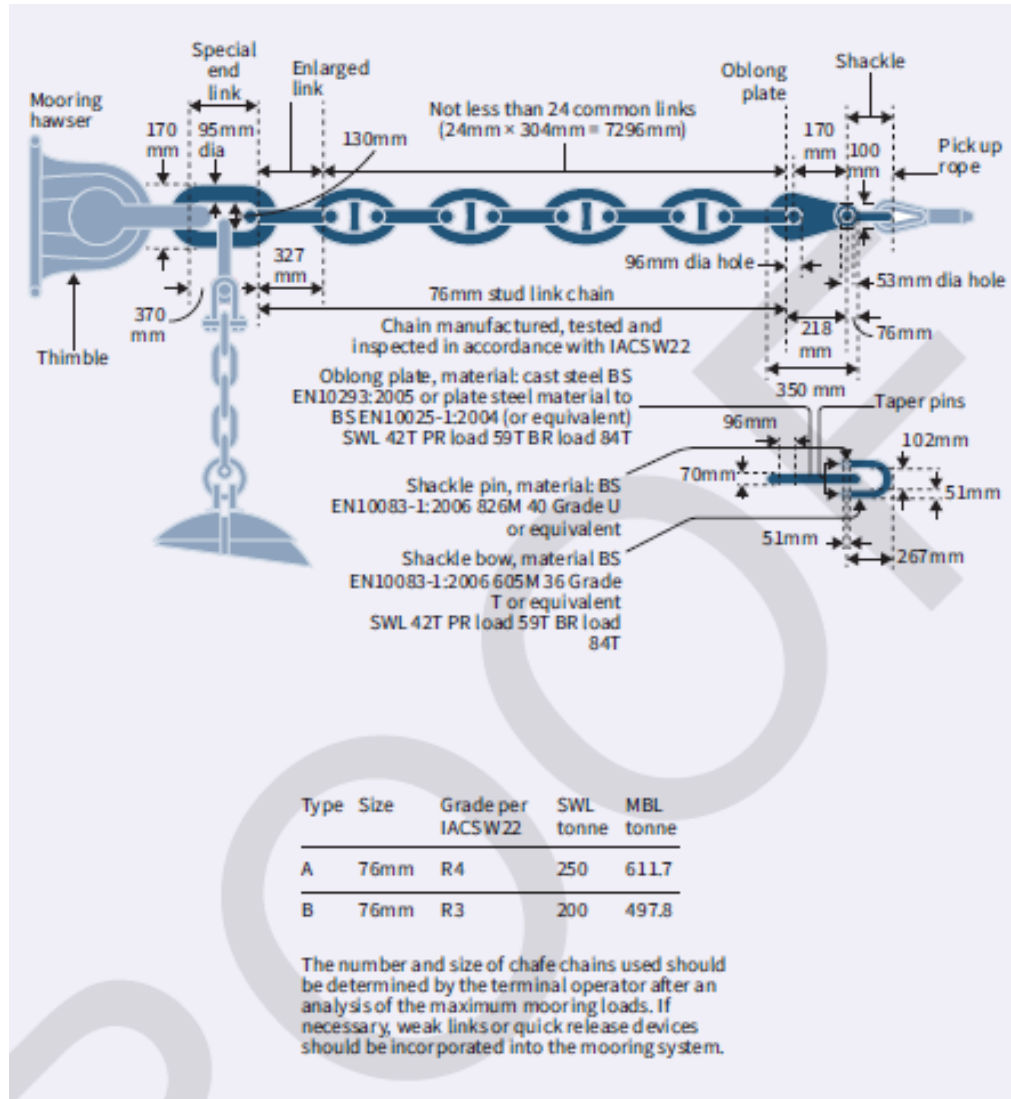 Special
end
link
Enlarged
link
Oblong
plate
Shackle
Mooring
hawser
170
mm
95mm
dia
130mm
Not less than 24 common links
(24mm × 304mm = 7296mm)
170
mm
100
mm
Pick up
rope
327
mm
96mm dia hole
53mm dia hole
370
mm
76mm stud link chain
218
mm
76mm
Thimble
Chain manufactured, tested and
inspected in accordance with IACS W22
350 mm
Oblong plate, material: cast steel BS
EN10293:2005 or plate steel material to
BS EN10025-1:2004 (or equivalent)
SWL 42T PR load 59T BR load 84T
Taper pins
96mm
102mm
70mm
51mm
Shackle pin, material: BS
EN10083-1:2006 826M 40 Grade U
or equivalent
51mm
267mm
Shackle bow, material BS
EN10083-1:2006 605M 36 Grade
T or equivalent
SWL 42T PR load 59T BR load
84T
Type Size Grade per IACS W22 SWL tonne MBL tonne
A 76mm R4 250 611.7
B 76mm R3 200 497.8
The number and size of chafe chains used should
be determined by the terminal operator after an
analysis of the maximum mooring loads. If
necessary, weak links or quick release devices
should be incorporated into the mooring system.